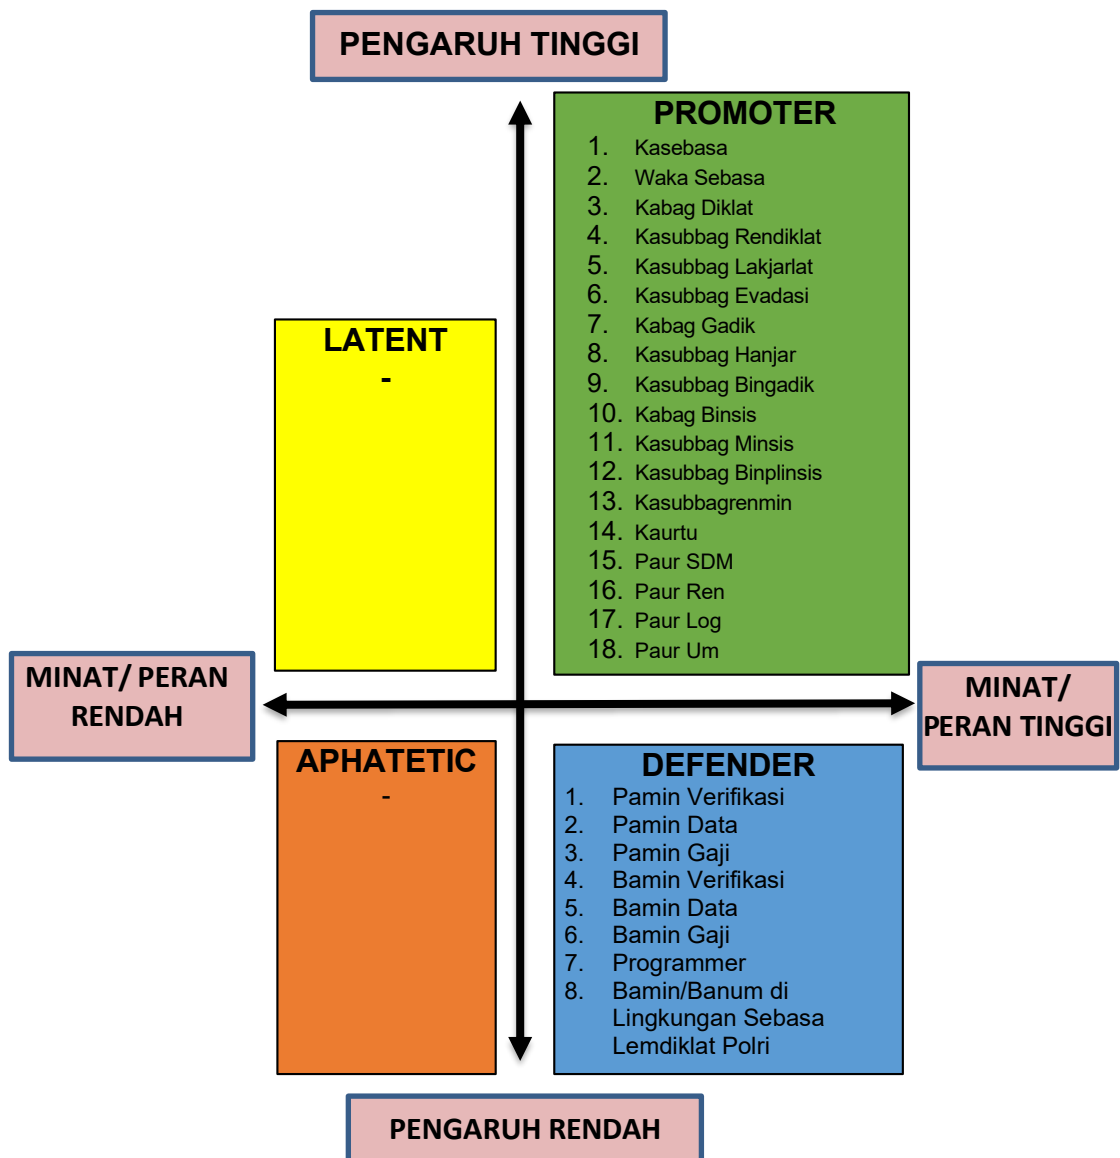 PENGARUH TINGGI
PROMOTER
1. Kasebasa
2. Waka Sebasa
3. Kabag Diklat
4. Kasubbag Rendiklat
5. Kasubbag Lakjarlat
6. Kasubbag Evadasi
7. Kabag Gadik
8. Kasubbag Hanjar
9. Kasubbag Bingadik
10. Kabag Binsis
11. Kasubbag Minsis
12. Kasubbag Binplinsis
13. Kasubbagrenmin
14. Kaurtu
15. Paur SDM
16. Paur Ren
17. Paur Log
18. Paur Um
LATENT
-
MINAT/ PERAN
RENDAH
MINAT/
PERAN TINGGI
APHATETIC
-
DEFENDER
1. Pamin Verifikasi
2. Pamin Data
3. Pamin Gaji
4. Bamin Verifikasi
5. Bamin Data
6. Bamin Gaji
7. Programmer
8. Bamin/Banum di
Lingkungan Sebasa
Lemdiklat Polri
PENGARUH RENDAH